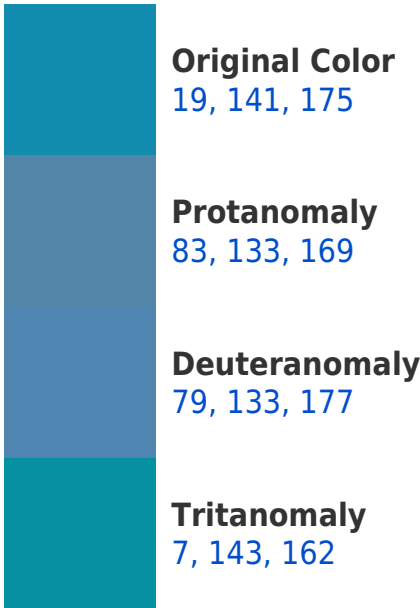 Original Color
19, 141, 175
Protanomaly
83, 133, 169
Deuteranomaly
79, 133, 177
Tritanomaly
7, 143, 162